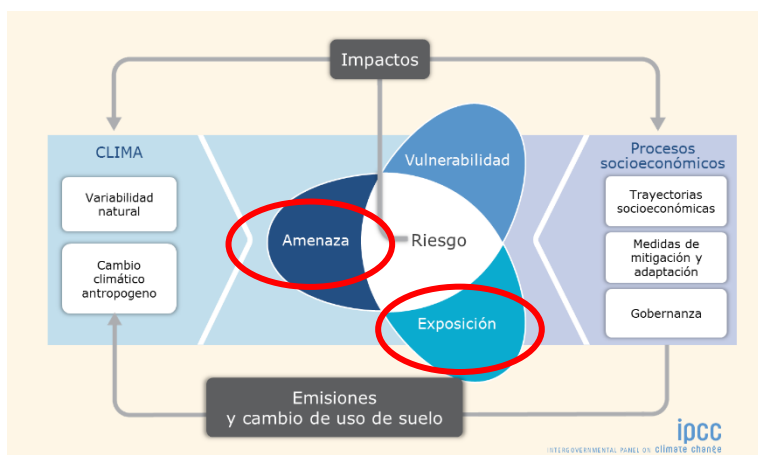 Impactos
CLIMA
Variabilidad
natural
Cambio
climático
antropogeno
Vulnerabilidad
Amenaza
Riesgo
Exposición
Procesos
socioeconómicos
Trayectorias
socioeconómicas
Medidas de
mitigación y
adaptación
Gobernanza
Emisiones
y cambio de uso de suelo
ipcc
INTERGOVERNMENTAL PANEL ON climate change